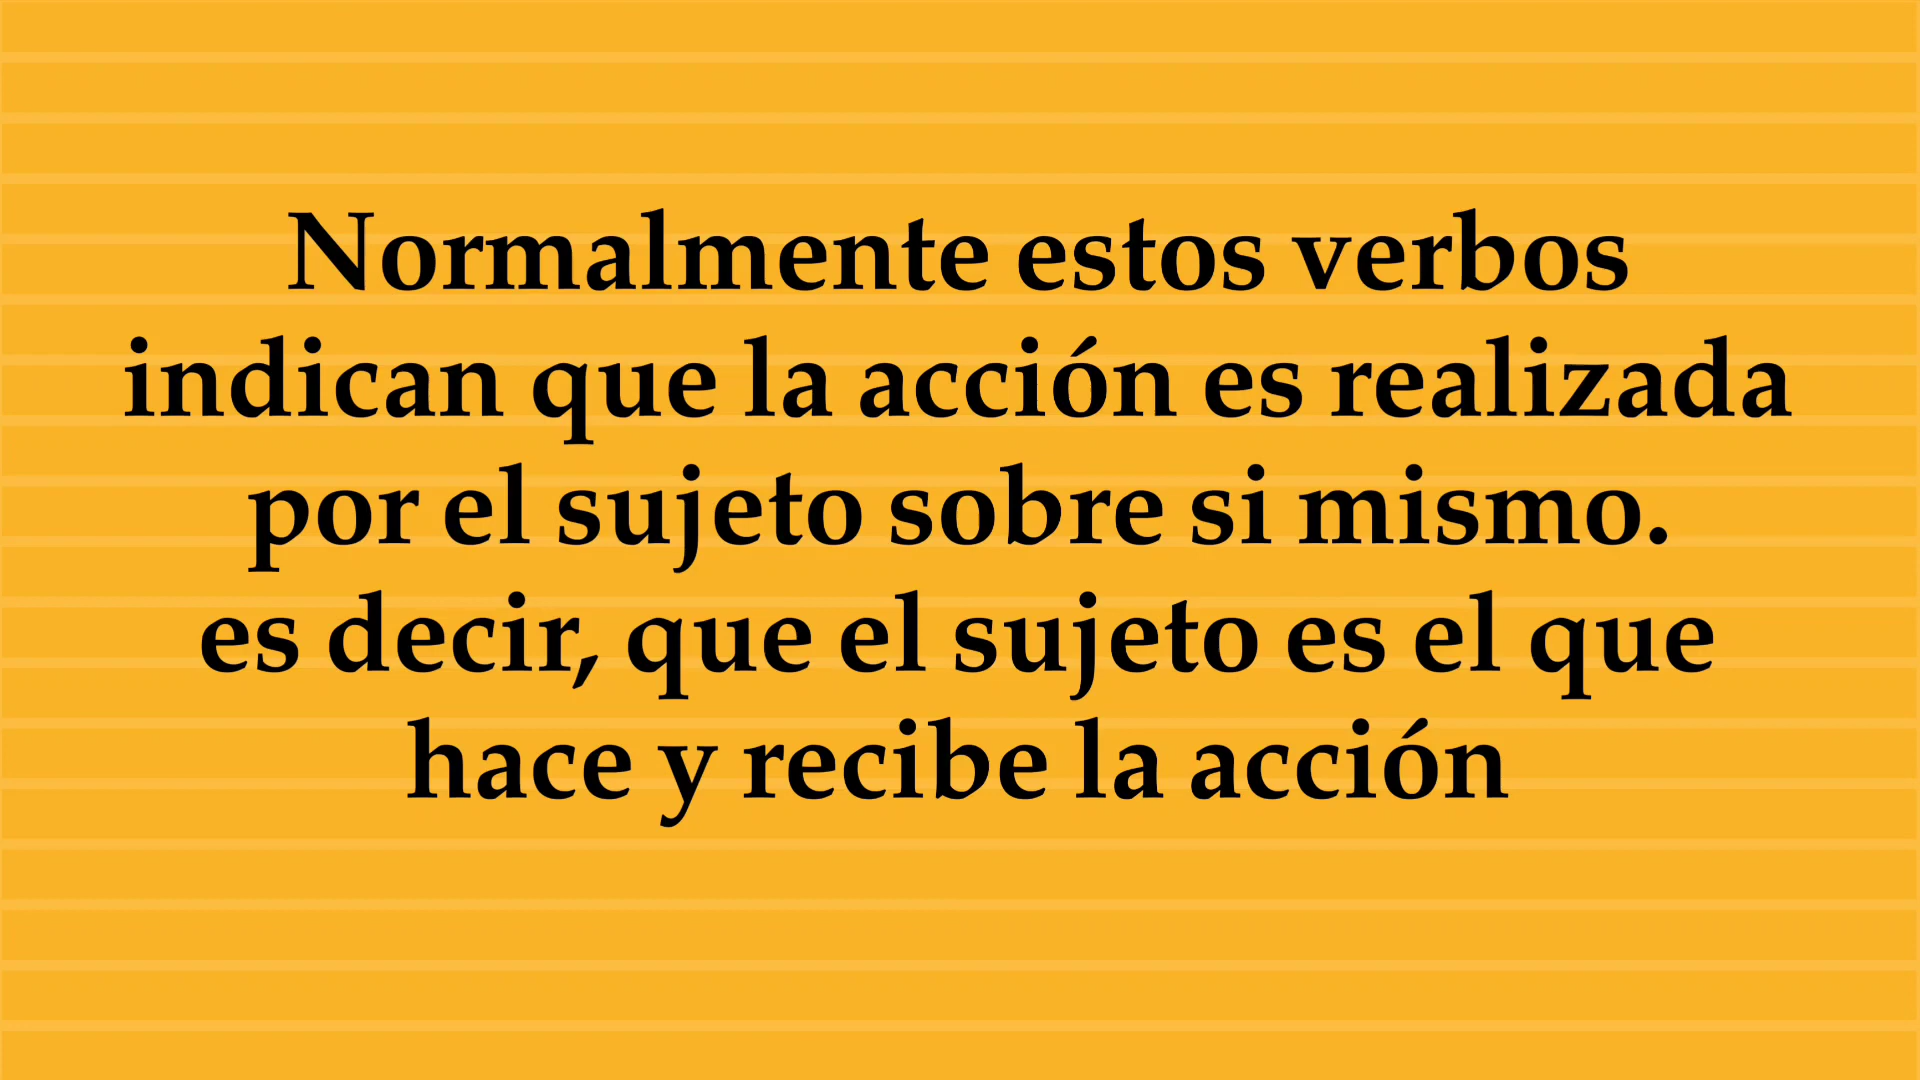 Normalmente estos verbos
indican que la acción es realizada
por el sujeto sobre si mismo.
es decir, que el sujeto es el que
hace y recibe la acción